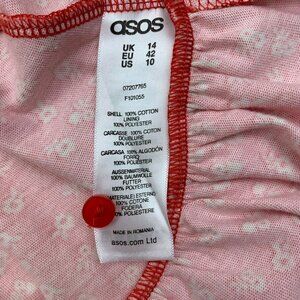 asos
UK 14
EU 42
US 10
07207765
F101055
SHELL 100% COTTON
LINING
100% POLYESTER
CARCASSE 100% COTON
DOUBLURE
100% POLYESTER
CARCASA 100% ALGODÓN
FORRO
100% POLIÉSTER
AUSSENMATERIAL
100% BAUMWOLLE
FUTTER
100% POLYESTER
MATERIALE) ESTERNO
100% COTONE
FODERA
100% POLIESTERE
MADE IN ROMANIA
asos.com Ltd